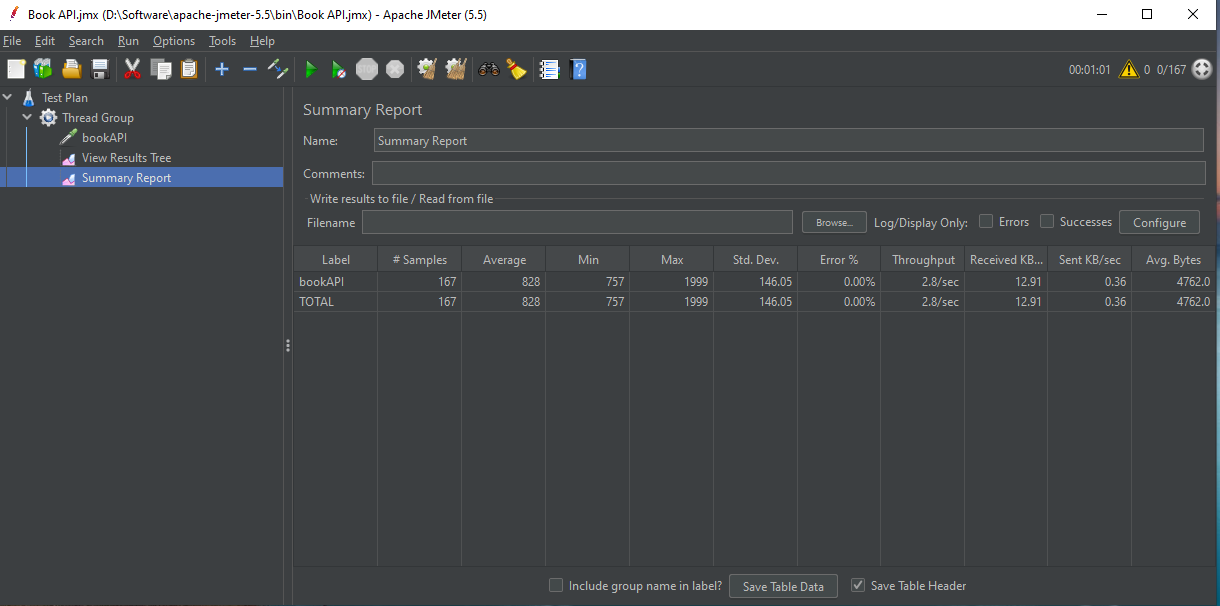 Book API.jmx (D:\Software\apache-jmeter-5.5\bin\Book API.jmx) - Apache JMeter (5.5)
File Edit Search Run Options Tools Help
00:01:01 0 0/167
Test Plan
Thread Group
bookAPI
View Results Tree
Summary Report
Summary Report
Name: Summary Report
Comments:
Write results to file / Read from file
Filename Browse... Log/Display Only: Errors Successes Configure
Label # Samples Average Min Max Std. Dev. Error % Throughput Received KB... Sent KB/sec Avg. Bytes
bookAPI 167 828 757 1999 146.05 0.00% 2.8/sec 12.91 0.36 4762.0
TOTAL 167 828 757 1999 146.05 0.00% 2.8/sec 12.91 0.36 4762.0
Include group name in label? Save Table Data Save Table Header